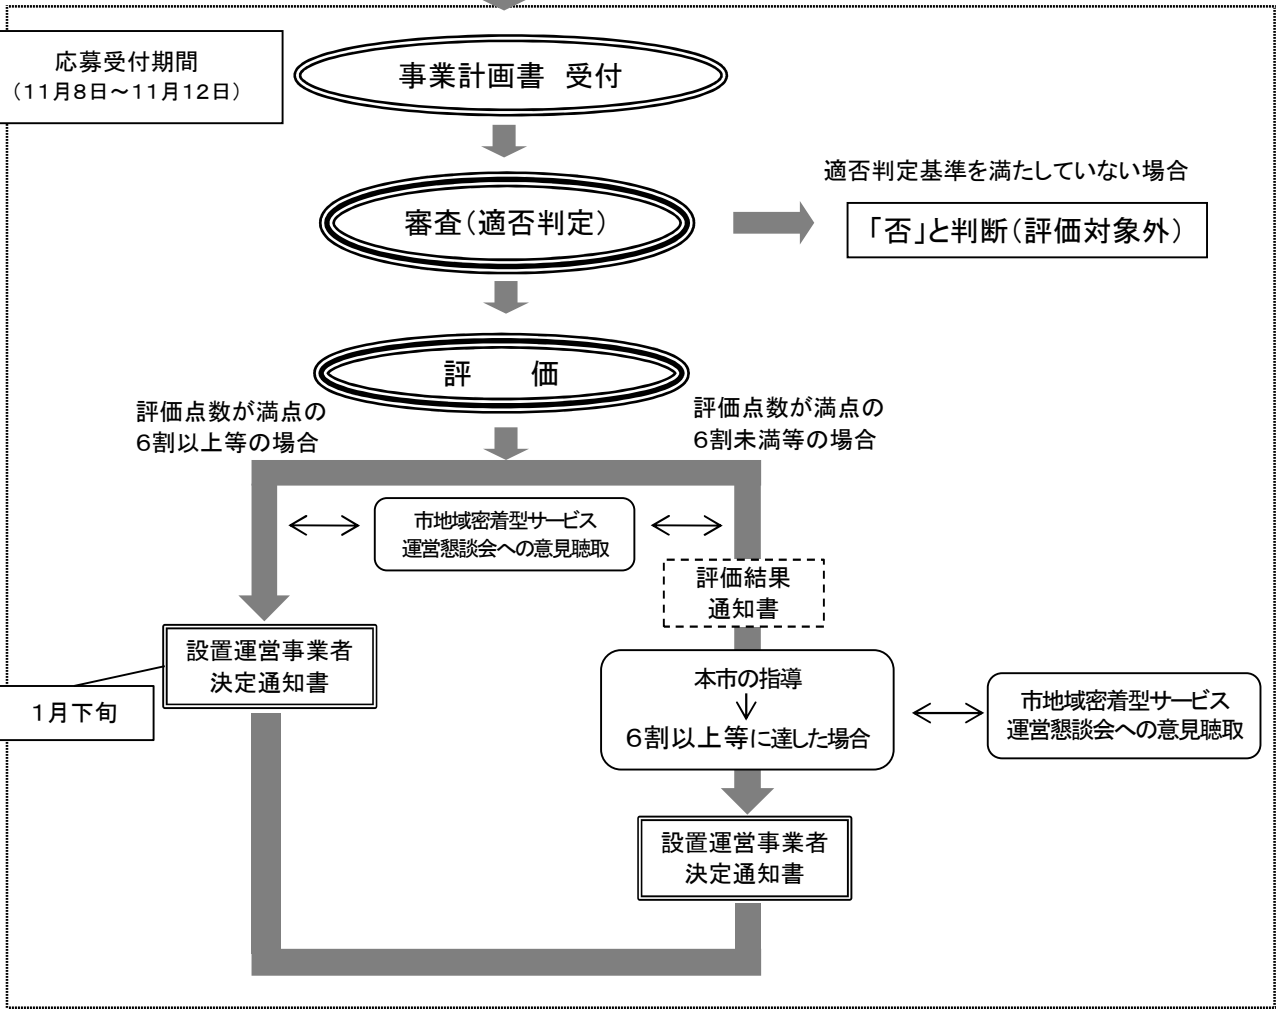 応募受付期間
（11月8日～11月12日）
事業計画書　受付
審査（適否判定）
適否判定基準を満たしていない場合
「否」と判断（評価対象外）
評　　価
評価点数が満点の
6割以上等の場合
評価点数が満点の
6割未満等の場合
市地域密着型サービス
運営懇談会への意見聴取
評価結果
通知書
設置運営事業者
決定通知書
1月下旬
本市の指導
6割以上等に達した場合
市地域密着型サービス
運営懇談会への意見聴取
設置運営事業者
決定通知書